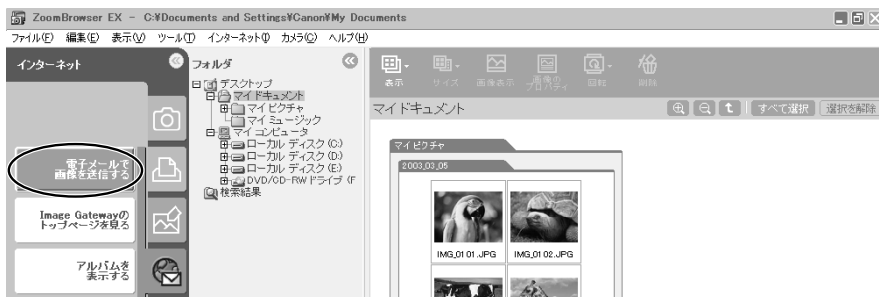 ZoomBrowser EX - C:¥Documents and Settings¥Canon¥My Documents
ファイル(F) 編集(E) 表示(V) ツール(T) インターネット(I) カメラ(C) ヘルプ(H)
インターネット
電子メールで
画像を送信する
Image Gatewayの
トップページを見る
アルバムを
表示する
フォルダ
デスクトップ
マイ ドキュメント
マイ ピクチャ
マイ ミュージック
マイ コンピュータ
ローカル ディスク (C:)
ローカル ディスク (D:)
ローカル ディスク (E:)
DVD/CD-RW ドライブ (F
検索結果
表示 サイズ 画像表示 画像の
プロパティ 回転 削除
マイ ドキュメント すべて選択 選択を解除
マイ ピクチャ
2003_03_05
IMG_0101.JPG IMG_0102.JPG